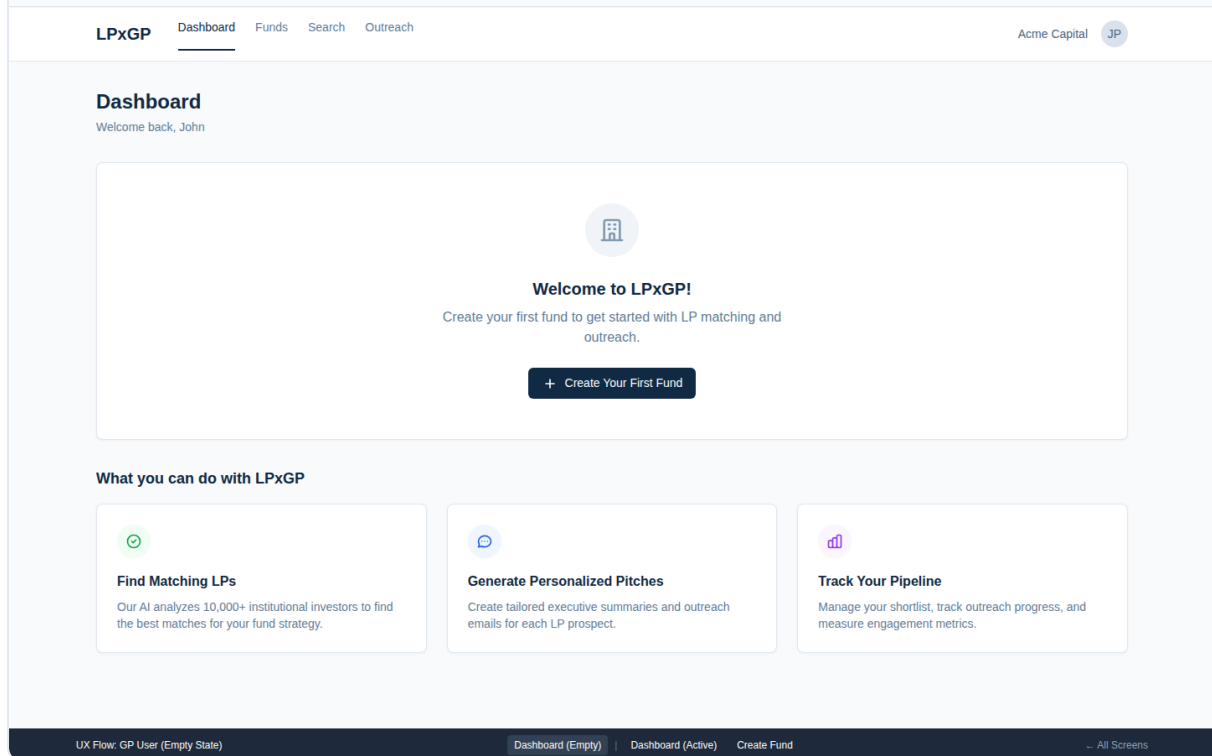 LPxGP
Dashboard Funds Search Outreach
Acme Capital JP
Dashboard
Welcome back, John
Welcome to LPxGP!
Create your first fund to get started with LP matching and
outreach.
Create Your First Fund
What you can do with LPxGP
Find Matching LPs
Our AI analyzes 10,000+ institutional investors to find
the best matches for your fund strategy.
Generate Personalized Pitches
Create tailored executive summaries and outreach
emails for each LP prospect.
Track Your Pipeline
Manage your shortlist, track outreach progress, and
measure engagement metrics.
UX Flow: GP User (Empty State)
Dashboard (Empty) | Dashboard (Active) Create Fund
← All Screens